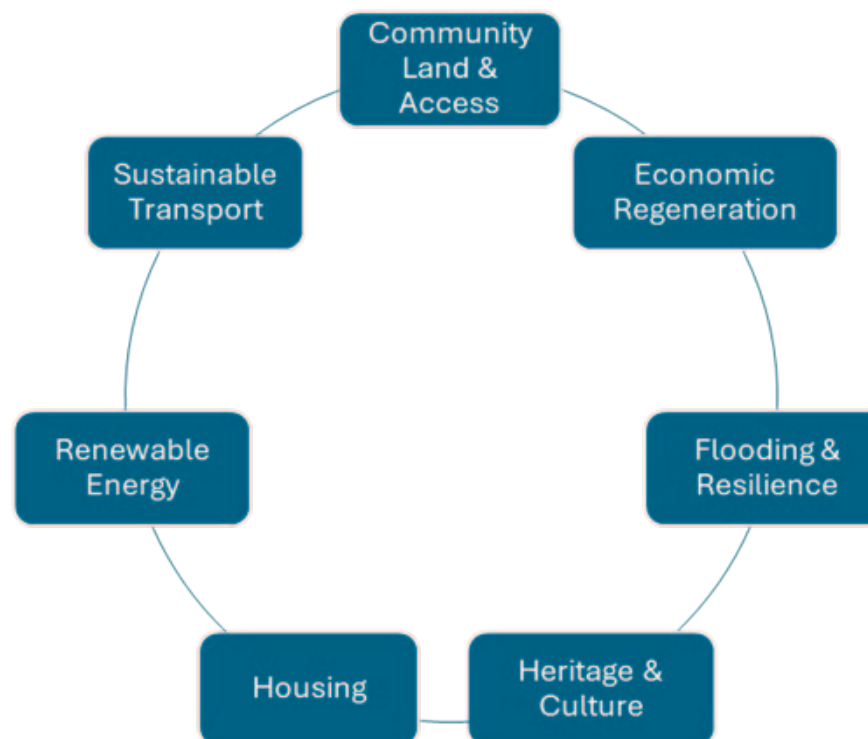 Community
Land &
Access
Economic
Regeneration
Flooding &
Resilience
Heritage &
Culture
Housing
Renewable
Energy
Sustainable
Transport